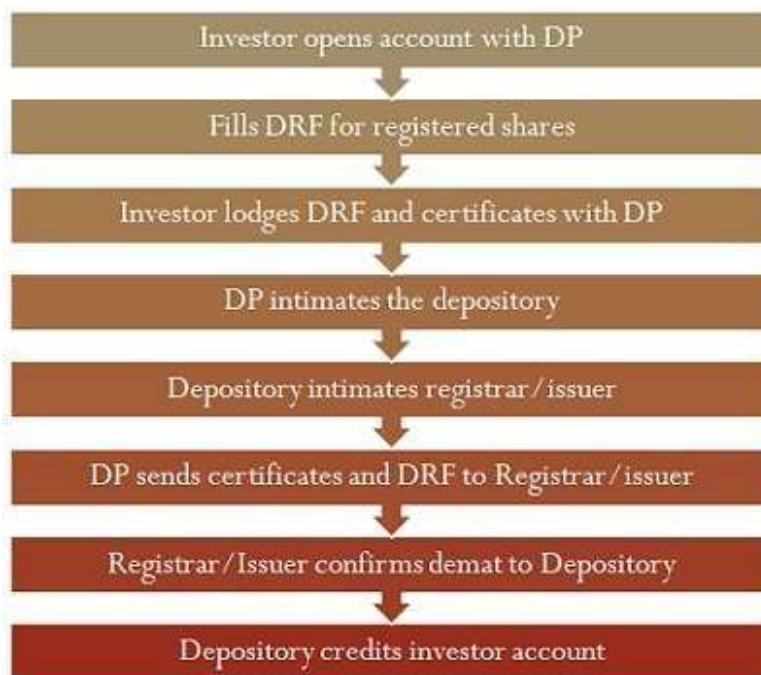 Investor opens account with DP
Fills DRF for registered shares
Investor lodges DRF and certificates with DP
DP intimates the depository
Depository intimates registrar/issuer
DP sends certificates and DRF to Registrar/issuer
Registrar/Issuer confirms demat to Depository
Depository credits investor account